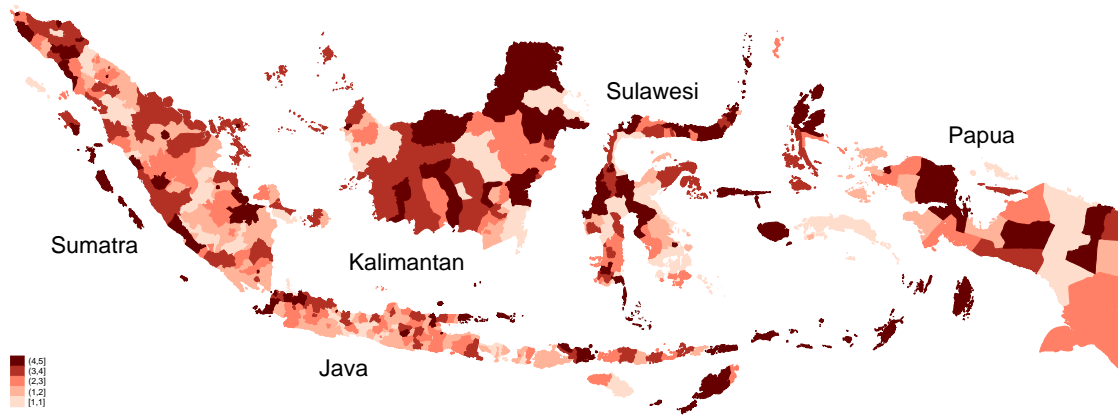 Sulawesi
Papua
Sumatra
Kalimantan
Java
(4,5]
(3,4]
(2,3]
(1,2]
[1,1]